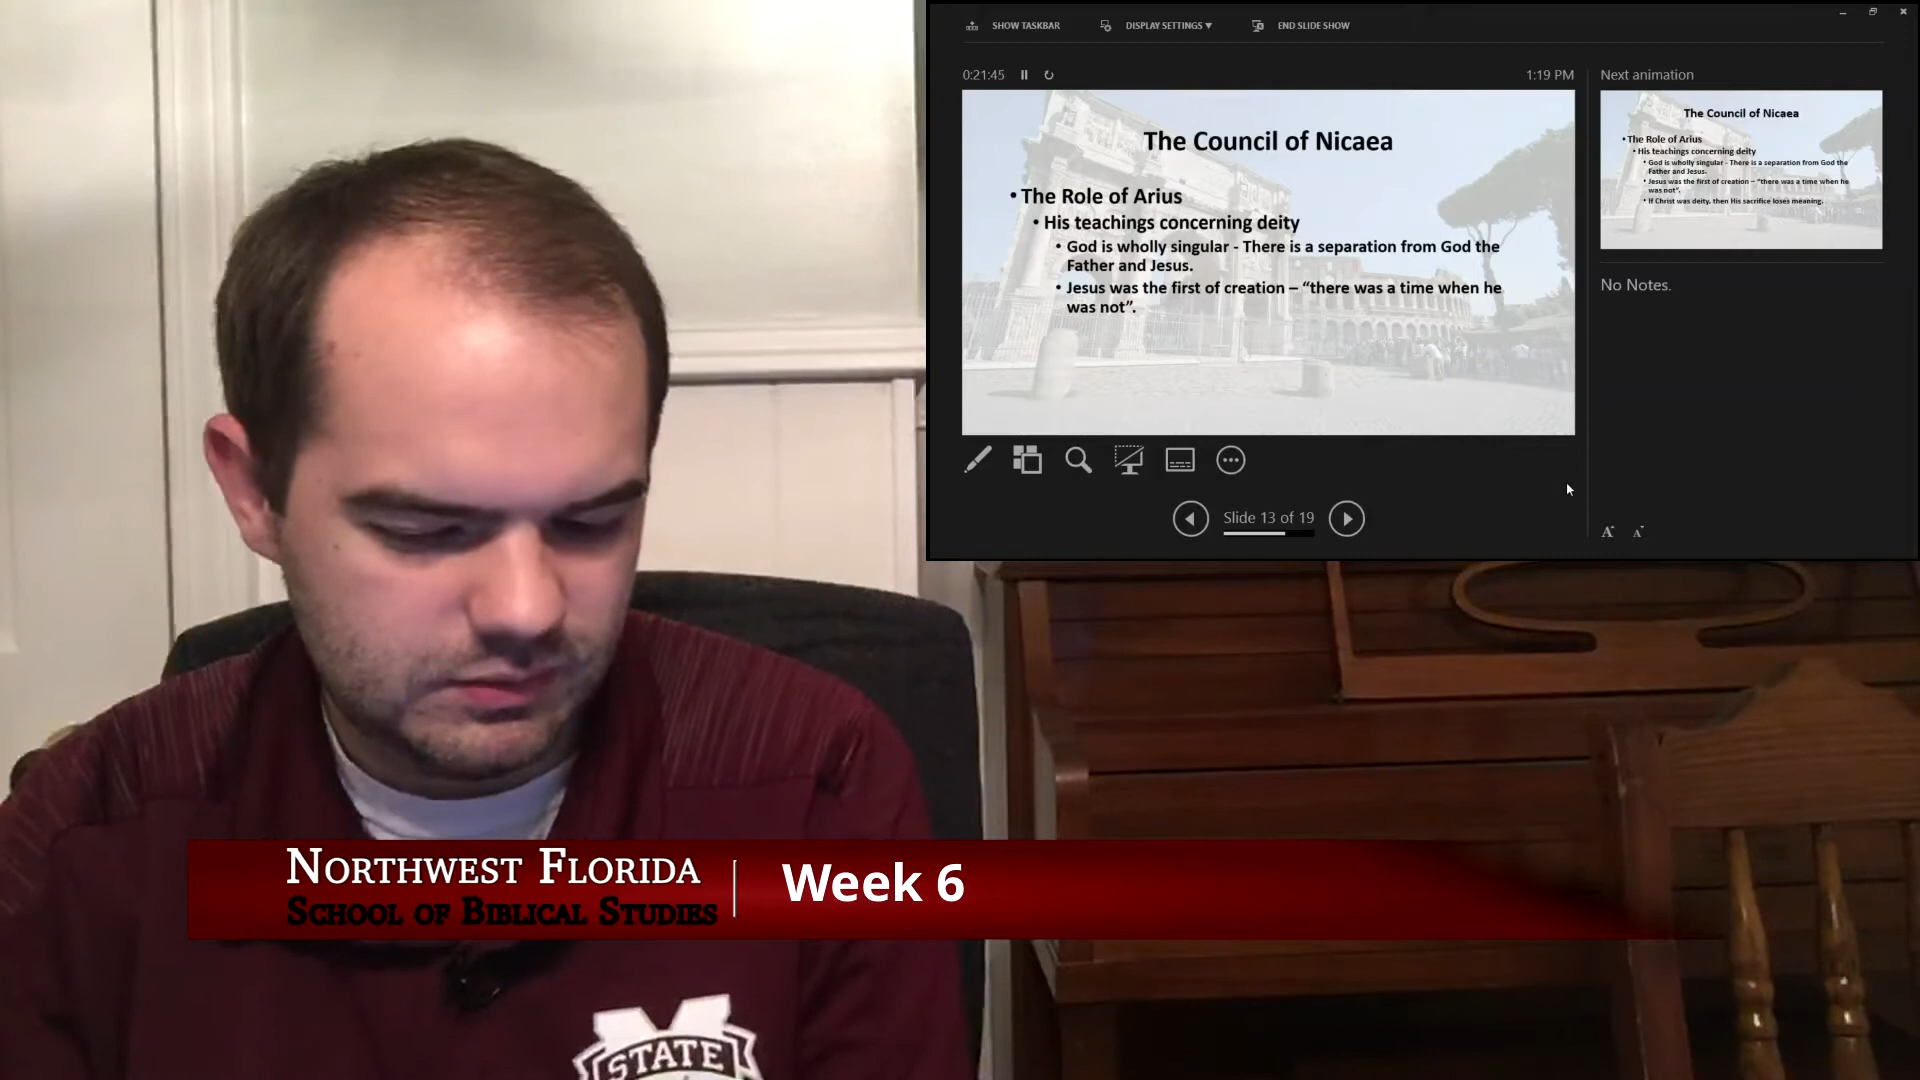 SHOW TASKBAR
DISPLAY SETTINGS ▼
END SLIDE SHOW
0:21:45
1:19 PM
The Council of Nicaea
• The Role of Arius
• His teachings concerning deity
• God is wholly singular - There is a separation from God the
Father and Jesus.
• Jesus was the first of creation – “there was a time when he
was not”.
Slide 13 of 19
Next animation
The Council of Nicaea
• The Role of Arius
• His teachings concerning deity
• God is wholly singular - There is a separation from God the
Father and Jesus.
• Jesus was the first of creation – “there was a time when he
was not”.
• If Christ was deity, then His sacrifice loses meaning.
No Notes.
A
A
NORTHWEST FLORIDA
SCHOOL OF BIBLICAL STUDIES
Week 6
M
STATE